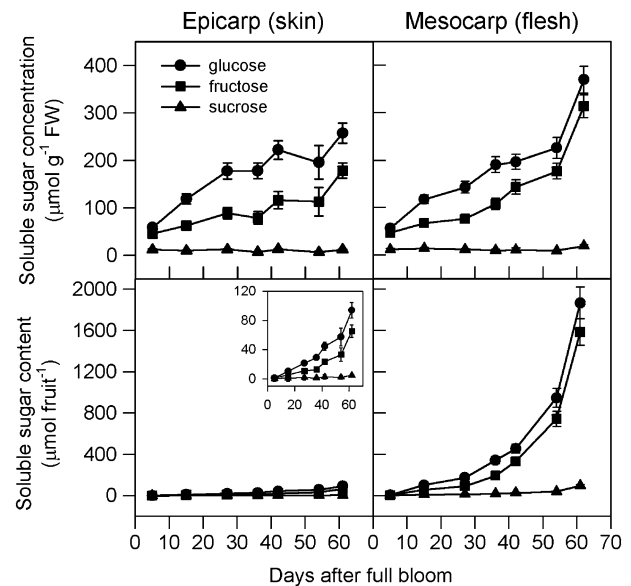 Epicarp (skin) Mesocarp (flesh)
Soluble sugar concentration
(μmol g⁻¹ FW)
400
300
200
100
0
glucose
fructose
sucrose
Soluble sugar content
(μmol fruit⁻¹)
2000
1600
1200
800
400
0
120
80
40
0
0 20 40 60
0 10 20 30 40 50 60 0 10 20 30 40 50 60 70
Days after full bloom